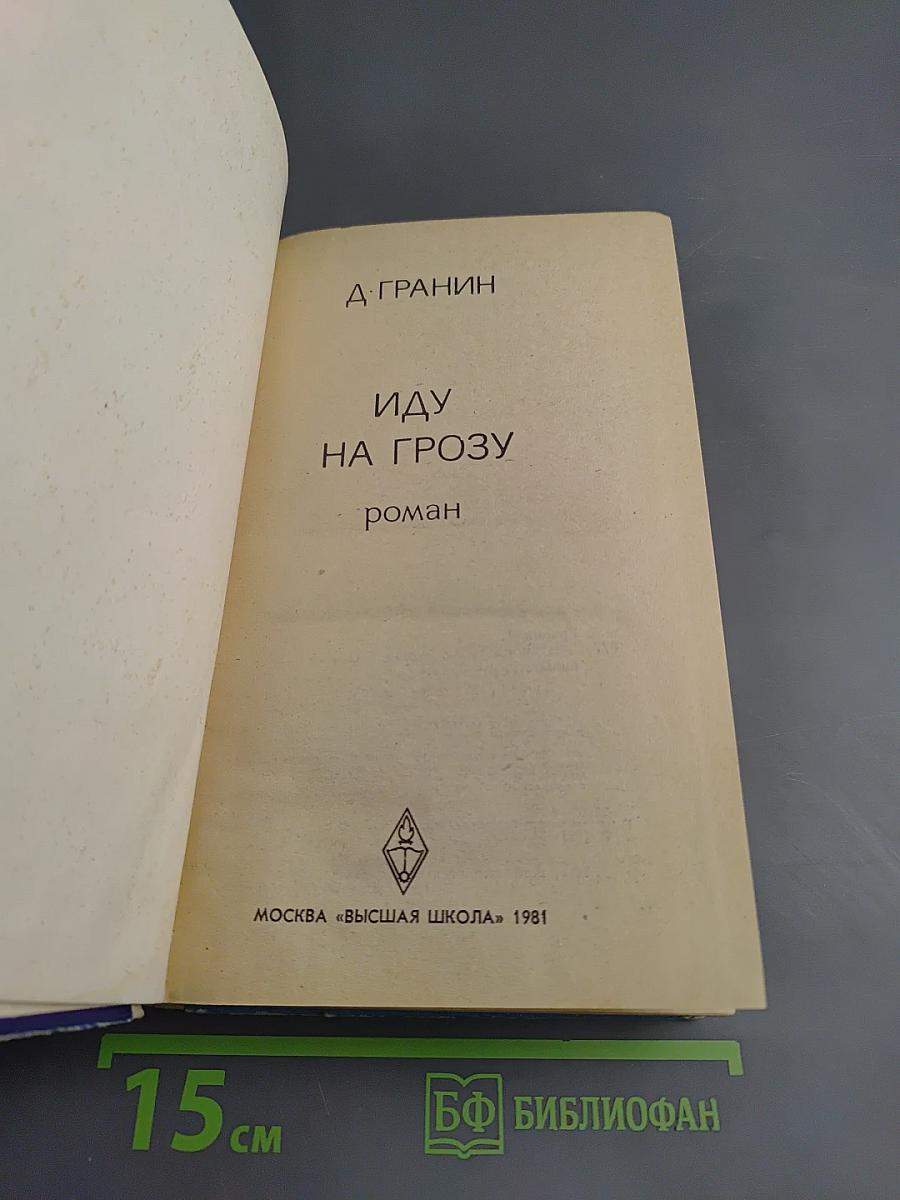 Д. ГРАНИН
ИДУ
НА ГРОЗУ
роман
МОСКВА «ВЫСШАЯ ШКОЛА» 1981
15 см
БФ БИБЛИОФАН